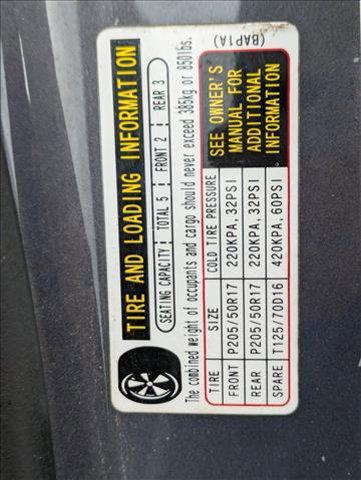 (BAP1A)
TIRE AND LOADING INFORMATION
SEATING CAPACITY: TOTAL 5 : FRONT 2 : REAR 3
The combined weight of occupants and cargo should never exceed 385kg or 850lbs.
TIRE SIZE COLD TIRE PRESSURE
FRONT P205/50R17 220KPA, 32PSI
REAR P205/50R17 220KPA, 32PSI
SPARE T125/70D16 420KPA, 60PSI
SEE OWNER'S
MANUAL FOR
ADDITIONAL
INFORMATION